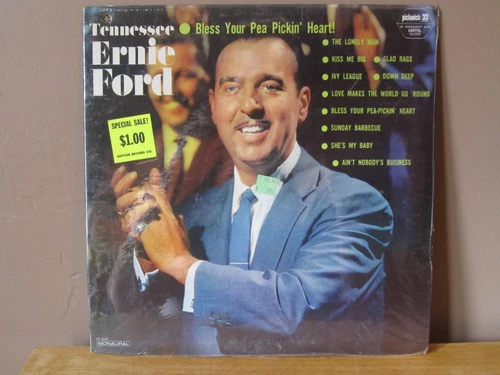 Tennessee
Ernie
Ford
● Bless Your Pea Pickin' Heart!
pickwick 33
CAPITOL
● THE LONELY MAN
● KISS ME BIG ● GLAD RAGS
● IVY LEAGUE ● DOWN DEEP
● LOVE MAKES THE WORLD GO 'ROUND
● BLESS YOUR PEA-PICKIN' HEART
● SUNDAY BARBECUE
● SHE'S MY BABY
● AIN'T NOBODY'S BUSINESS
SPECIAL SALE!
$1.00
MONAURAL